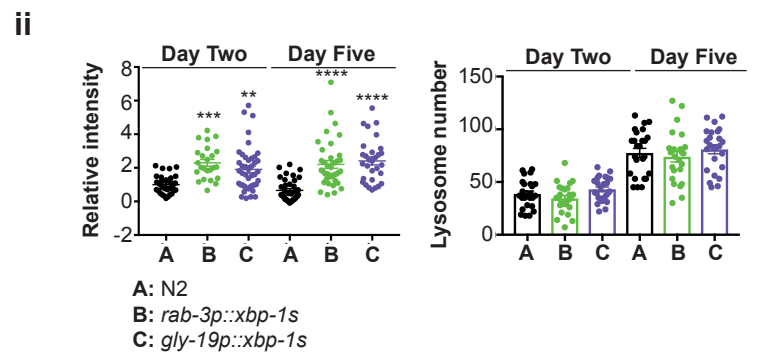 ii
Day Two Day Five
Relative intensity
8
6
4
2
0
-2
*** ** **** ****
A B C A B C
Day Two Day Five
Lysosome number
150
100
50
0
A B C A B C
A: N2
B: rab-3p::xbp-1s
C: gly-19p::xbp-1s